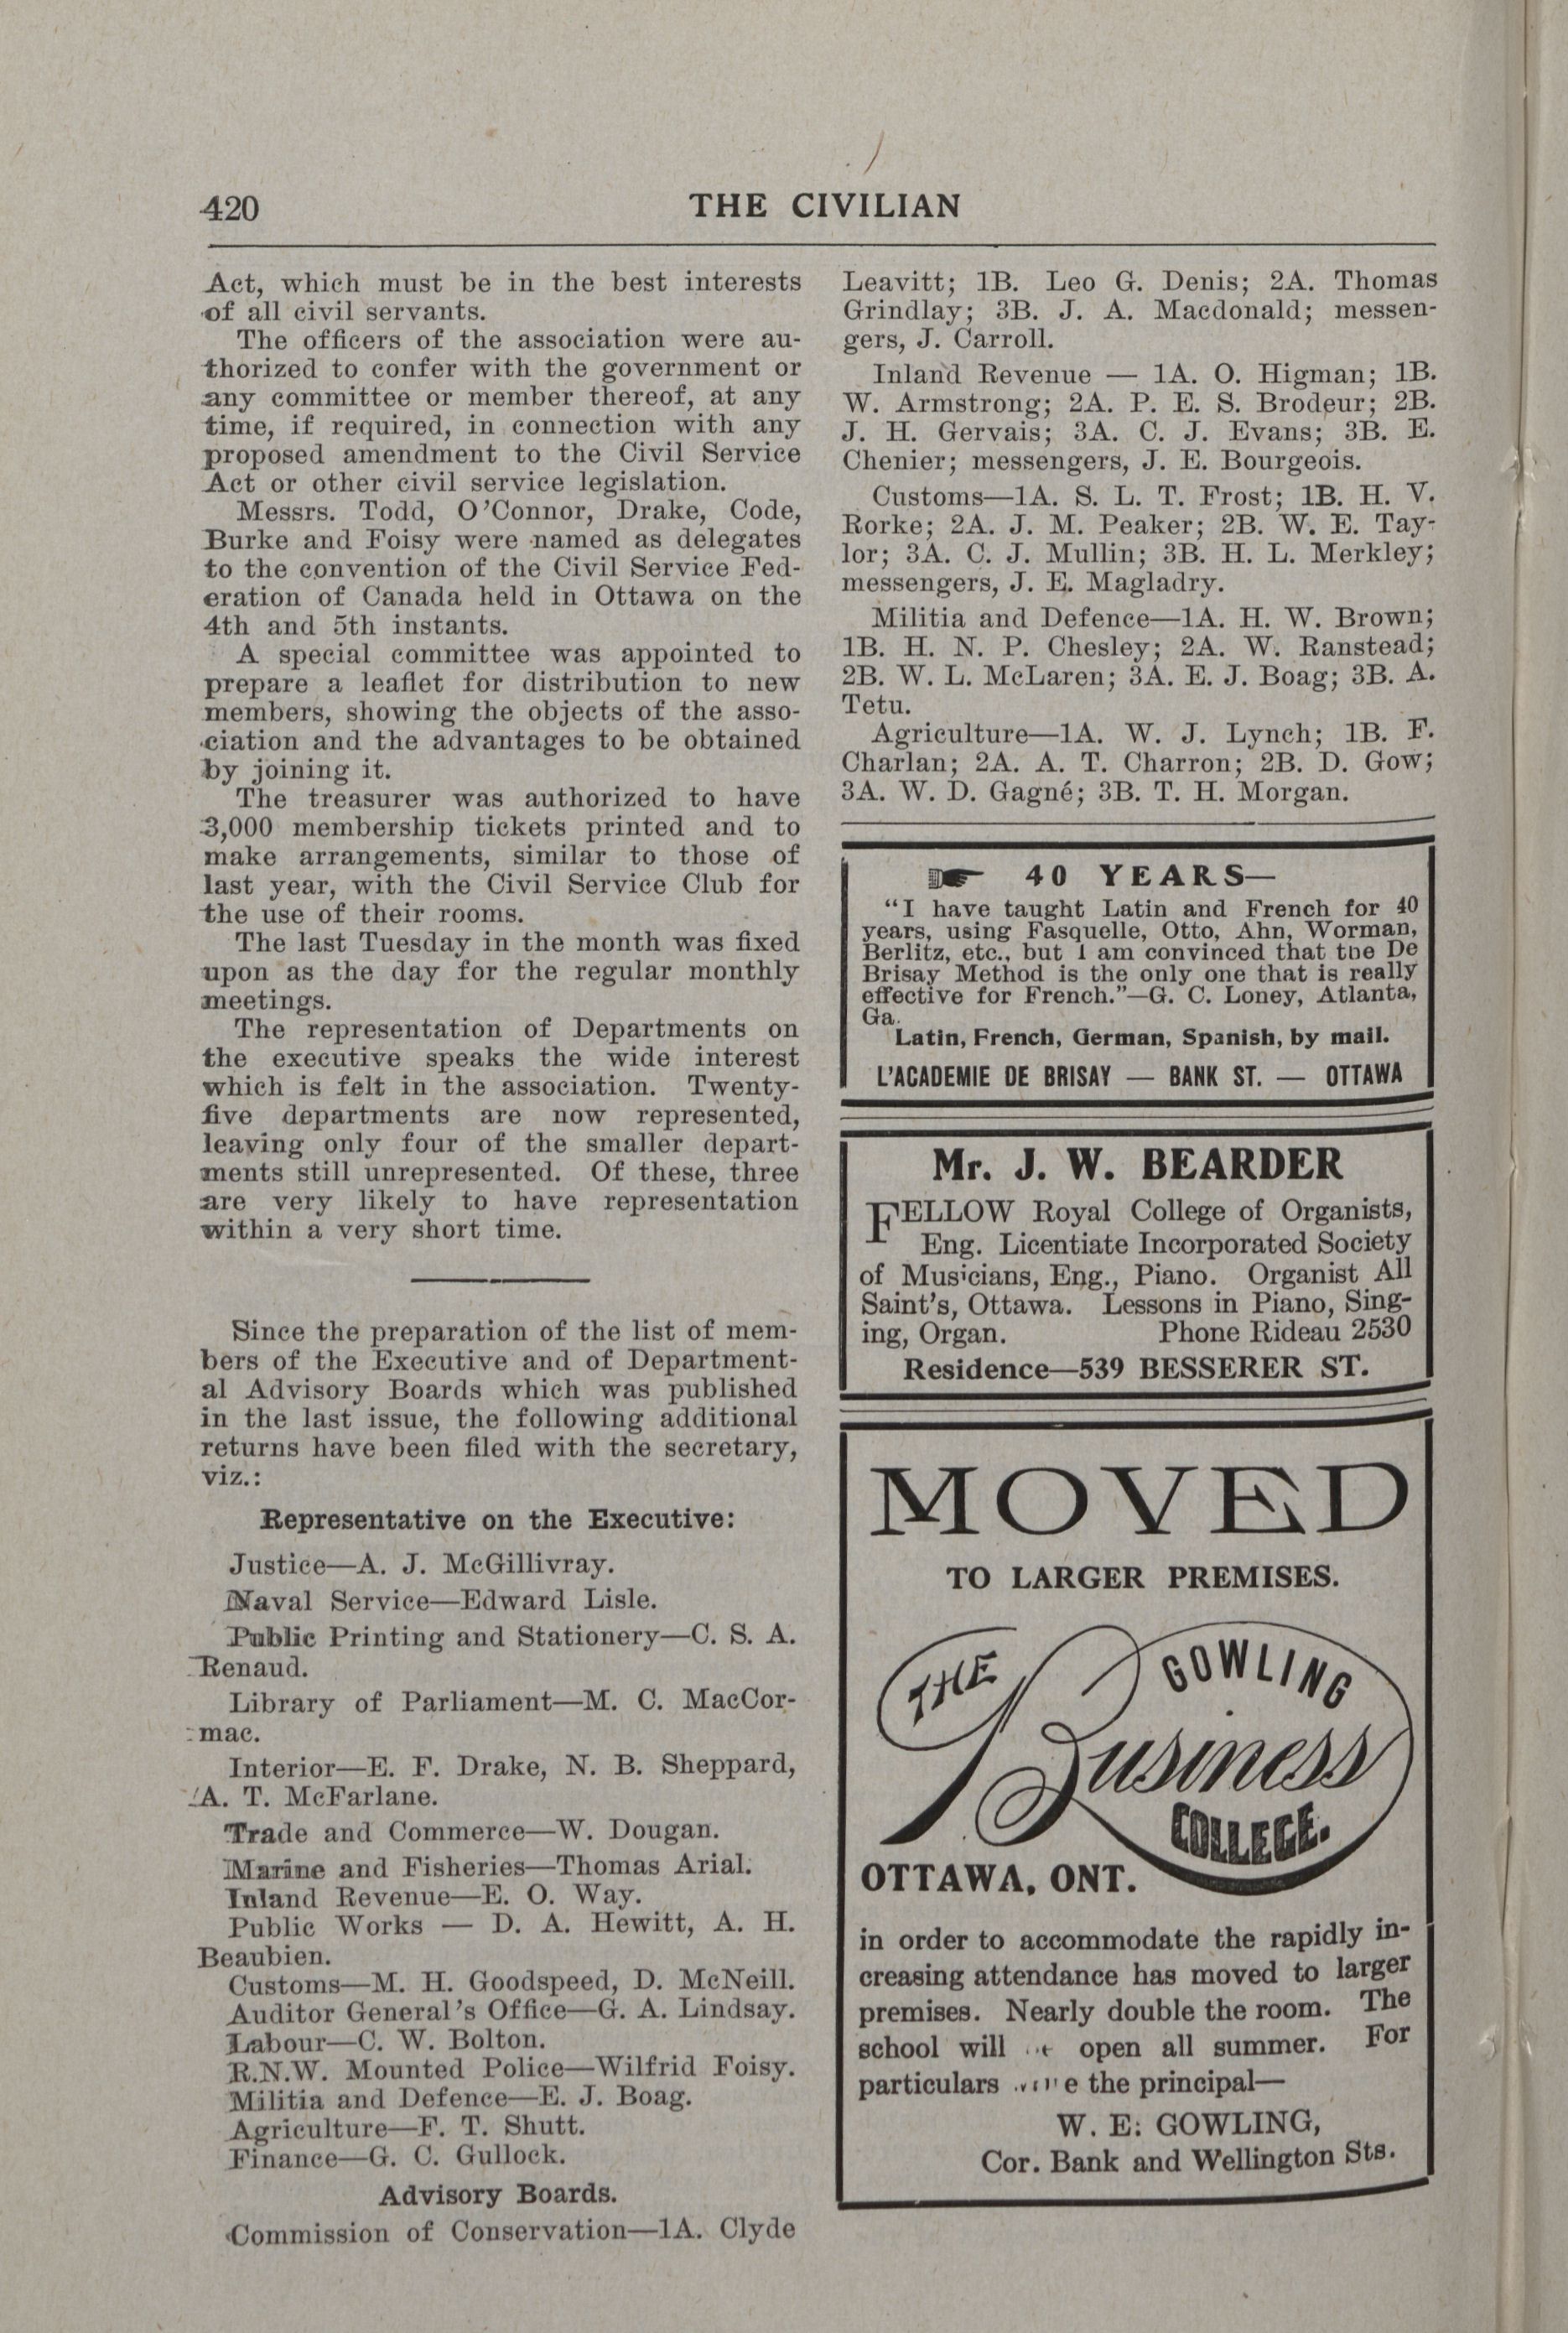 420
THE CIVILIAN
Act, which must be in the best interests
of all civil servants.
The officers of the association were au-
thorized to confer with the government or
any committee or member thereof, at any
time, if required, in connection with any
proposed amendment to the Civil Service
Act or other civil service legislation.
Messrs. Todd, O'Connor, Drake, Code,
Burke and Foisy were named as delegates
to the convention of the Civil Service Fed-
eration of Canada held in Ottawa on the
4th and 5th instants.
A special committee was appointed to
prepare a leaflet for distribution to new
members, showing the objects of the asso-
ciation and the advantages to be obtained
by joining it.
The treasurer was authorized to have
3,000 membership tickets printed and to
make arrangements, similar to those of
last year, with the Civil Service Club for
the use of their rooms.
The last Tuesday in the month was fixed
upon as the day for the regular monthly
meetings.
The representation of Departments on
the executive speaks the wide interest
which is felt in the association. Twenty-
five departments are now represented,
leaving only four of the smaller depart-
ments still unrepresented. Of these, three
are very likely to have representation
within a very short time.
Since the preparation of the list of mem-
bers of the Executive and of Department-
al Advisory Boards which was published
in the last issue, the following additional
returns have been filed with the secretary,
viz.:
Representative on the Executive:
Justice—A. J. McGillivray.
Naval Service—Edward Lisle.
Public Printing and Stationery—C. S. A.
Renaud.
Library of Parliament—M. C. MacCor-
mac.
Interior—E. F. Drake, N. B. Sheppard,
A. T. McFarlane.
Trade and Commerce—W. Dougan.
Marine and Fisheries—Thomas Arial.
Inland Revenue—E. O. Way.
Public Works — D. A. Hewitt, A. H.
Beaubien.
Customs—M. H. Goodspeed, D. McNeill.
Auditor General's Office—G. A. Lindsay.
Labour—C. W. Bolton.
R.N.W. Mounted Police—Wilfrid Foisy.
Militia and Defence—E. J. Boag.
Agriculture—F. T. Shutt.
Finance—G. C. Gullock.
Advisory Boards.
Commission of Conservation—1A. Clyde
Leavitt; 1B. Leo G. Denis; 2A. Thomas
Grindlay; 3B. J. A. Macdonald; messen-
gers, J. Carroll.
Inland Revenue — 1A. O. Higman; 1B.
W. Armstrong; 2A. P. E. S. Brodeur; 2B.
J. H. Gervais; 3A. C. J. Evans; 3B. E.
Chenier; messengers, J. E. Bourgeois.
Customs—1A. S. L. T. Frost; 1B. H. V.
Rorke; 2A. J. M. Peaker; 2B. W. E. Tay-
lor; 3A. C. J. Mullin; 3B. H. L. Merkley;
messengers, J. E. Magladry.
Militia and Defence—1A. H. W. Brown;
1B. H. N. P. Chesley; 2A. W. Ranstead;
2B. W. L. McLaren; 3A. E. J. Boag; 3B. A.
Tetu.
Agriculture—1A. W. J. Lynch; 1B. F.
Charlan; 2A. A. T. Charron; 2B. D. Gow;
3A. W. D. Gagné; 3B. T. H. Morgan.
☛ 40 YEARS—
"I have taught Latin and French for 40
years, using Fasquelle, Otto, Ahn, Worman,
Berlitz, etc., but I am convinced that the De
Brisay Method is the only one that is really
effective for French."—G. C. Loney, Atlanta,
Ga.
Latin, French, German, Spanish, by mail.
L'ACADEMIE DE BRISAY — BANK ST. — OTTAWA
Mr. J. W. BEARDER
FELLOW Royal College of Organists,
Eng. Licentiate Incorporated Society
of Musicians, Eng., Piano. Organist All
Saint's, Ottawa. Lessons in Piano, Sing-
ing, Organ. Phone Rideau 2530
Residence—539 BESSERER ST.
MOVED
TO LARGER PREMISES.
THE GOWLING
Business
COLLEGE.
OTTAWA, ONT.
in order to accommodate the rapidly in-
creasing attendance has moved to larger
premises. Nearly double the room. The
school will open all summer. For
particulars the principal—
W. E: GOWLING,
Cor. Bank and Wellington Sts.